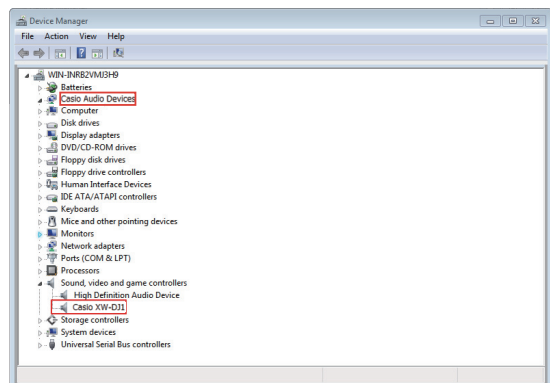 Device Manager
File Action View Help
WIN-INRB2VMJ3H9
Batteries
Casio Audio Devices
Computer
Disk drives
Display adapters
DVD/CD-ROM drives
Floppy disk drives
Floppy drive controllers
Human Interface Devices
IDE ATA/ATAPI controllers
Keyboards
Mice and other pointing devices
Monitors
Network adapters
Ports (COM & LPT)
Processors
Sound, video and game controllers
High Definition Audio Device
Casio XW-DJ1
Storage controllers
System devices
Universal Serial Bus controllers